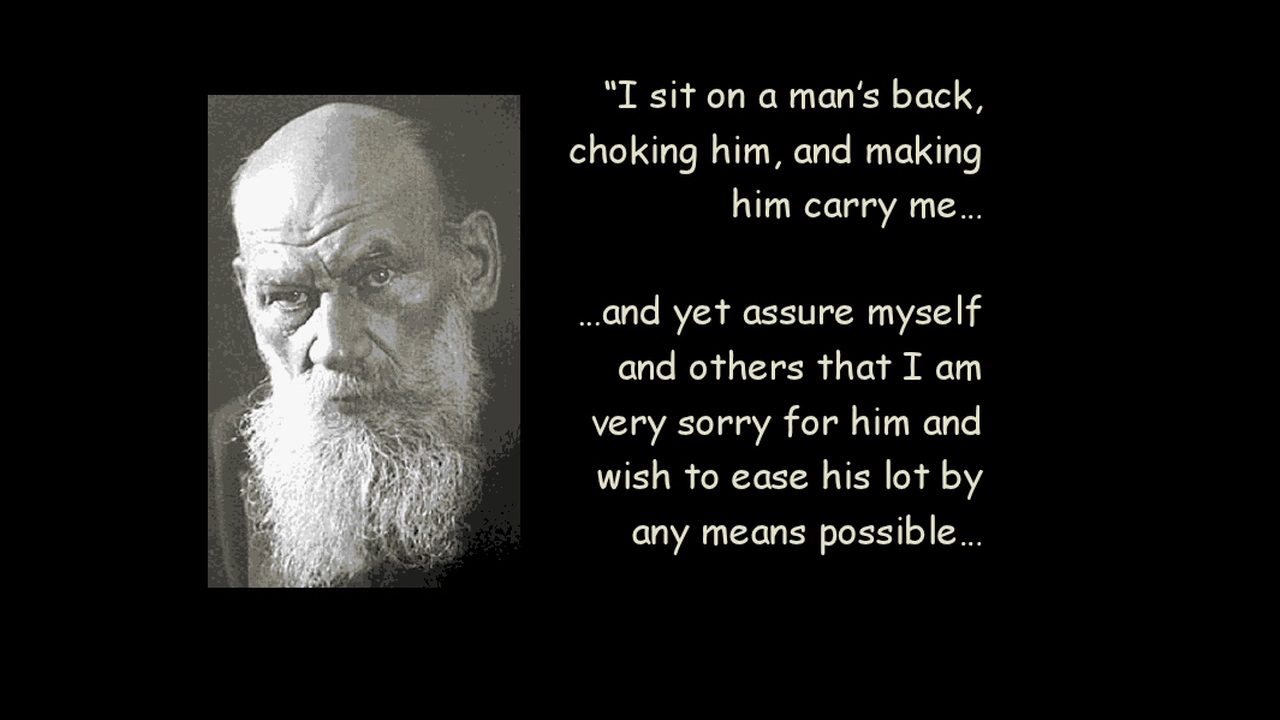 “I sit on a man’s back,
choking him, and making
him carry me...
...and yet assure myself
and others that I am
very sorry for him and
wish to ease his lot by
any means possible...